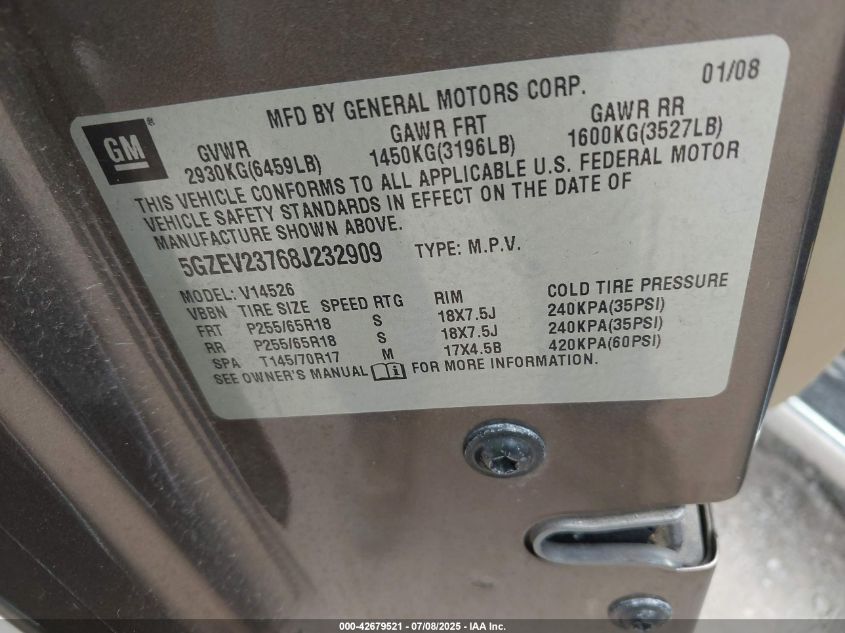 GM®
MFD BY GENERAL MOTORS CORP. 01/08
GVWR GAWR FRT GAWR RR
2930KG(6459LB) 1450KG(3196LB) 1600KG(3527LB)
THIS VEHICLE CONFORMS TO ALL APPLICABLE U.S. FEDERAL MOTOR
VEHICLE SAFETY STANDARDS IN EFFECT ON THE DATE OF
MANUFACTURE SHOWN ABOVE.
5GZEV23768J232909 TYPE: M.P.V.
MODEL: V14526
VBBN TIRE SIZE SPEED RTG RIM COLD TIRE PRESSURE
FRT P255/65R18 S 18X7.5J 240KPA(35PSI)
RR P255/65R18 S 18X7.5J 240KPA(35PSI)
SPA T145/70R17 M 17X4.5B 420KPA(60PSI)
SEE OWNER'S MANUAL i FOR MORE INFORMATION.
000-42679521 - 07/08/2025 - IAA Inc.